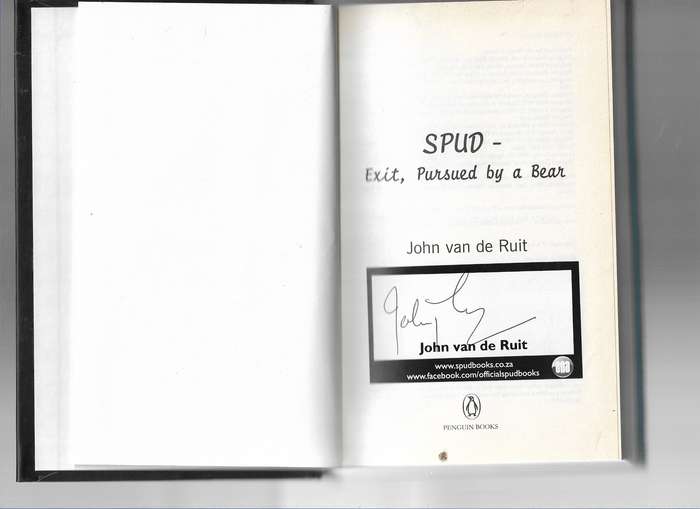 SPUD -
Exit, Pursued by a Bear
John van de Ruit
John van de Ruit
www.spudbooks.co.za
www.facebook.com/officialspudbooks
PENGUIN BOOKS